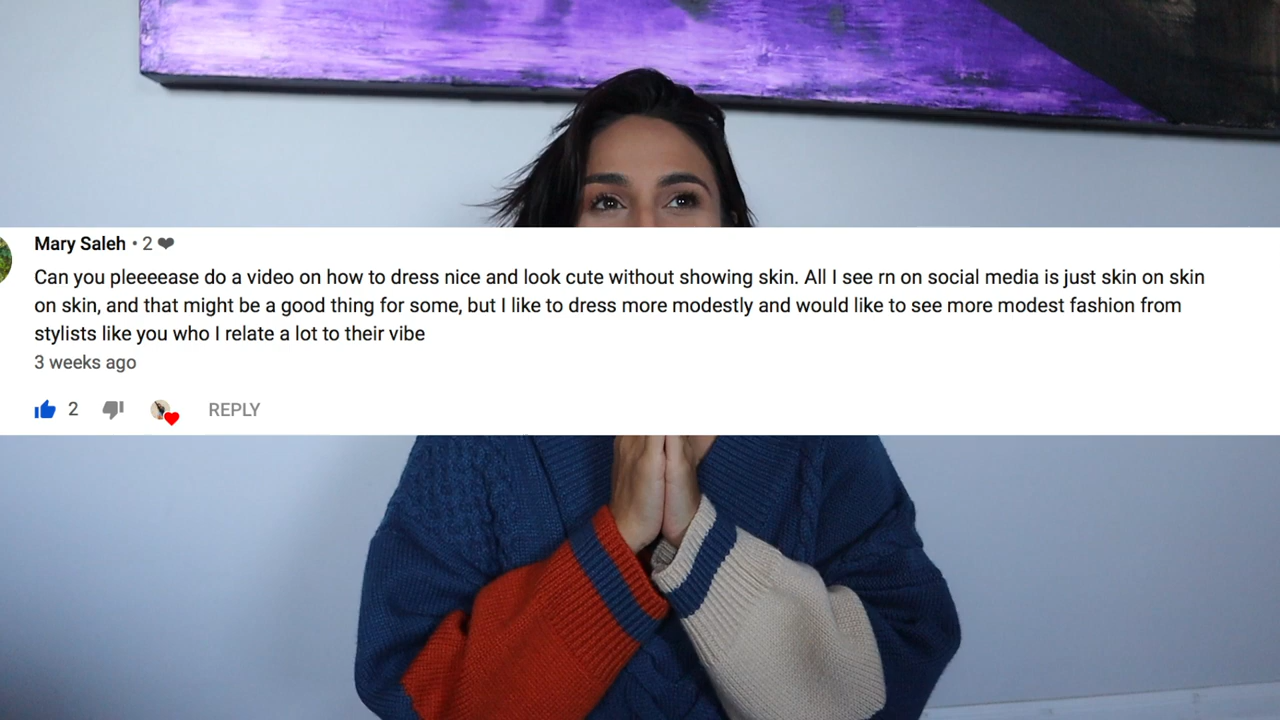 Mary Saleh • 2 ❤
Can you pleeeease do a video on how to dress nice and look cute without showing skin. All I see rn on social media is just skin on skin
on skin, and that might be a good thing for some, but I like to dress more modestly and would like to see more modest fashion from
stylists like you who I relate a lot to their vibe
3 weeks ago
2 REPLY